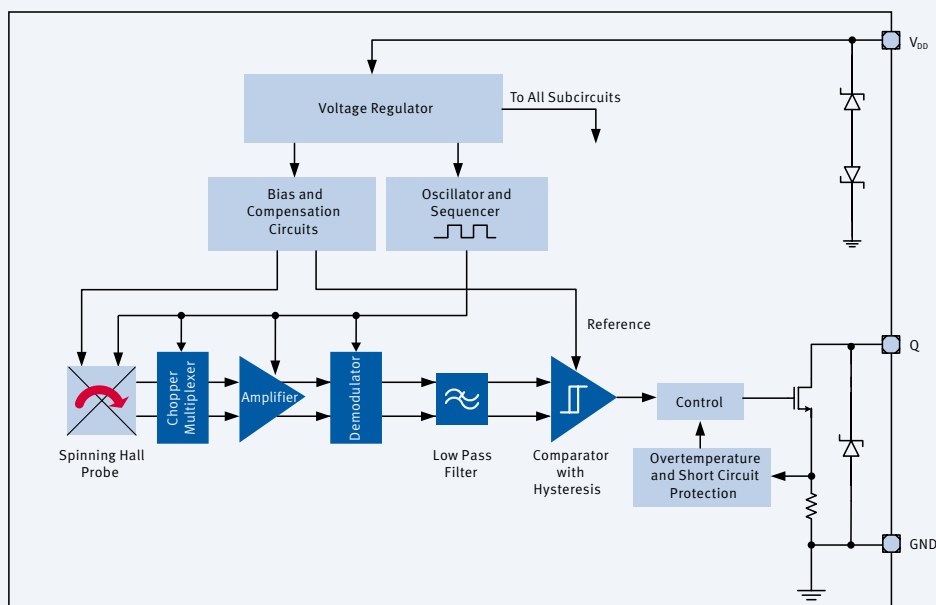 V_DD
Voltage Regulator
To All Subcircuits
Bias and
Compensation
Circuits
Oscillator and
Sequencer
Reference
Q
Chopper
Multiplexer
Amplifier
Demodulator
Control
Spinning Hall
Probe
Low Pass
Filter
Comparator
with
Hysteresis
Overtemperature
and Short Circuit
Protection
GND